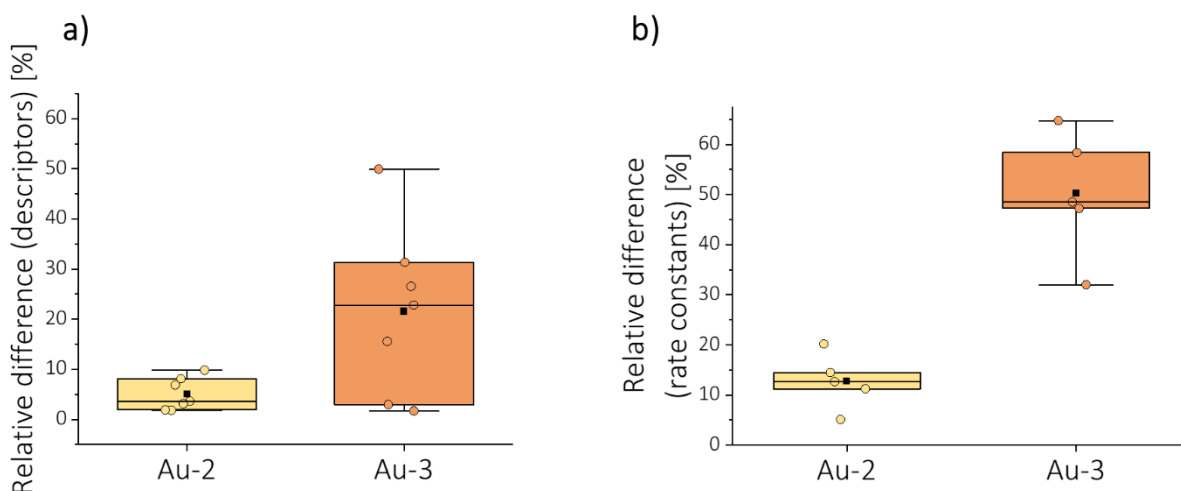 a)
Relative difference (descriptors) [%]
60
50
40
30
20
10
0
Au-2 Au-3
b)
Relative difference
(rate constants) [%]
60
50
40
30
20
10
0
Au-2 Au-3